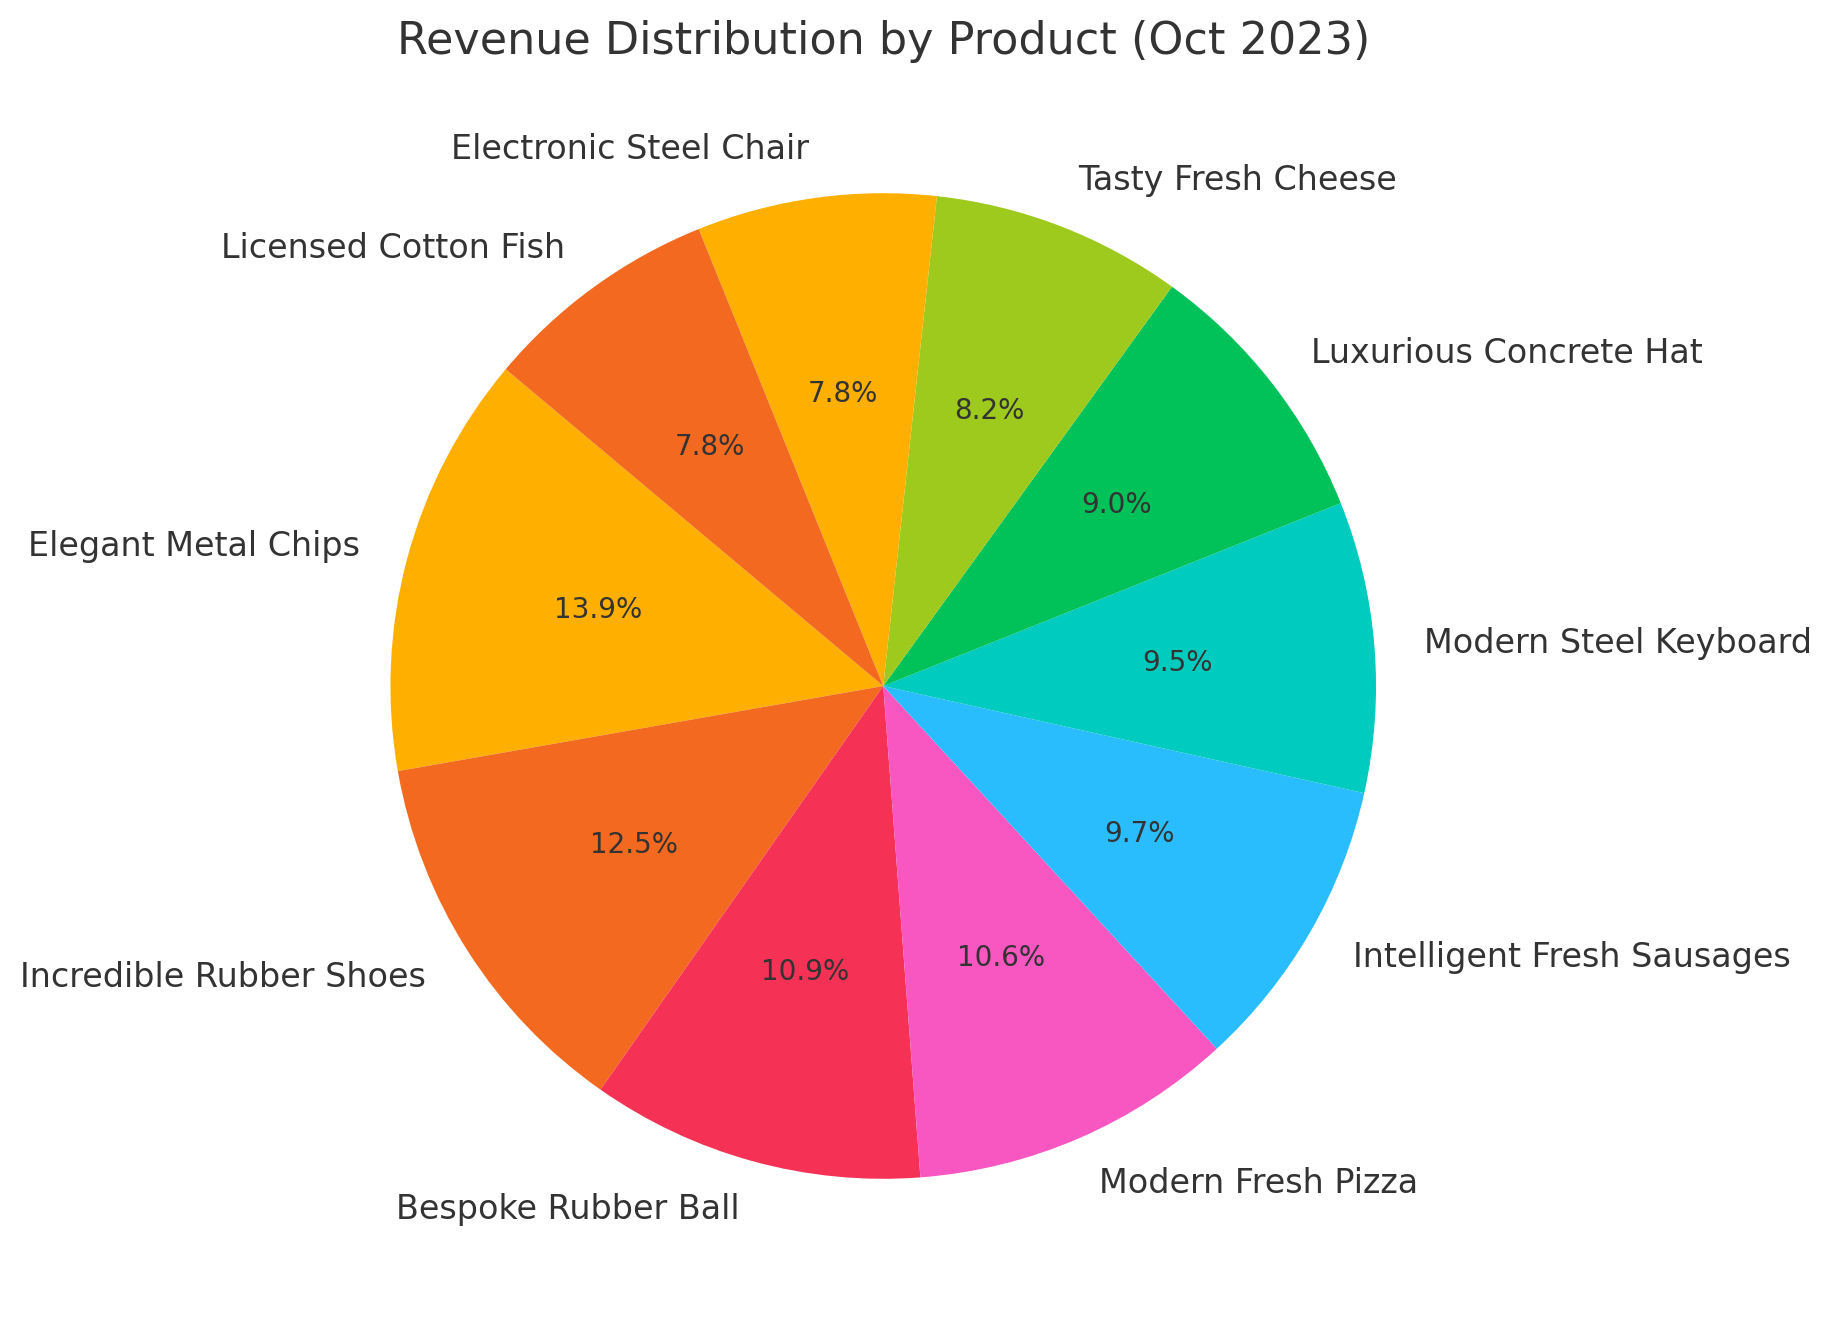 Revenue Distribution by Product (Oct 2023)
Electronic Steel Chair
Tasty Fresh Cheese
Licensed Cotton Fish
Luxurious Concrete Hat
7.8%
8.2%
7.8%
9.0%
Elegant Metal Chips
13.9%
Modern Steel Keyboard
9.5%
12.5%
9.7%
Intelligent Fresh Sausages
10.6%
10.9%
Incredible Rubber Shoes
Modern Fresh Pizza
Bespoke Rubber Ball